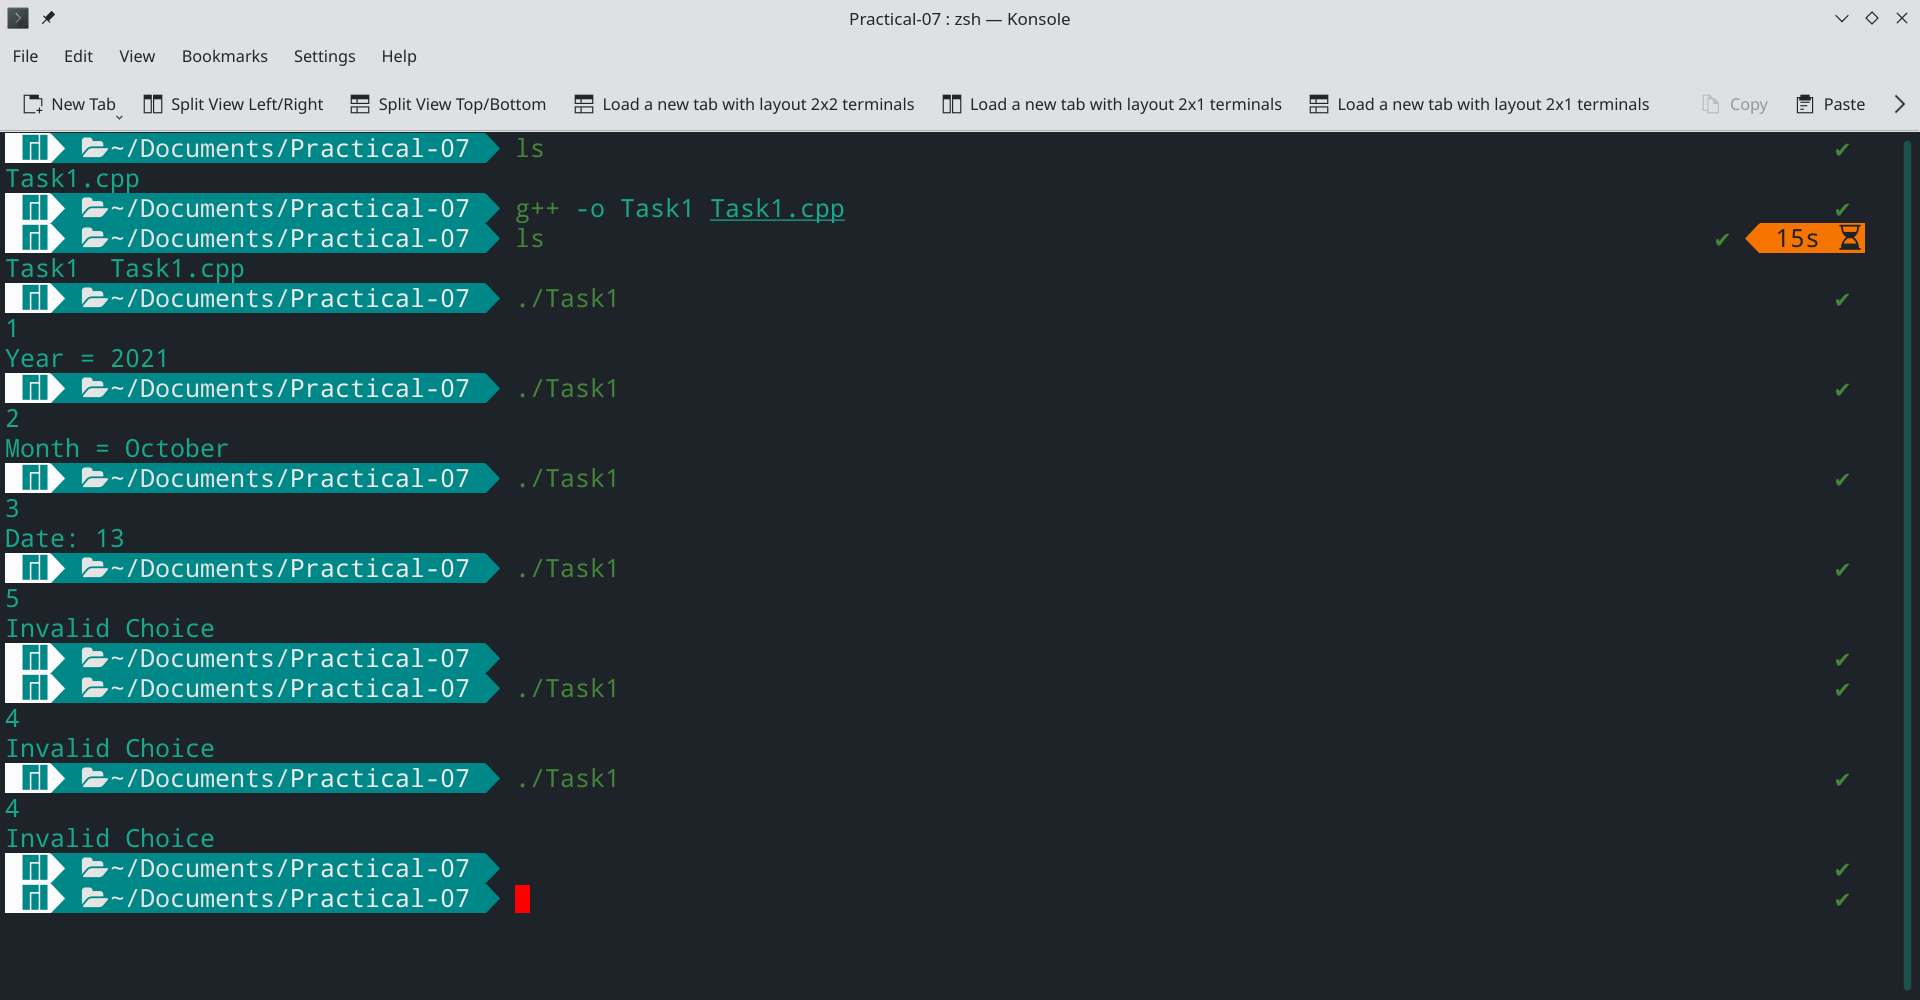 Practical-07 : zsh — Konsole
File Edit View Bookmarks Settings Help
New Tab Split View Left/Right Split View Top/Bottom Load a new tab with layout 2x2 terminals Load a new tab with layout 2x1 terminals Load a new tab with layout 2x1 terminals Copy Paste
~/Documents/Practical-07 ls ✔
Task1.cpp
~/Documents/Practical-07 g++ -o Task1 Task1.cpp ✔
~/Documents/Practical-07 ls ✔ 15s
Task1  Task1.cpp
~/Documents/Practical-07 ./Task1 ✔
1
Year = 2021
~/Documents/Practical-07 ./Task1 ✔
2
Month = October
~/Documents/Practical-07 ./Task1 ✔
3
Date: 13
~/Documents/Practical-07 ./Task1 ✔
5
Invalid Choice
~/Documents/Practical-07 ✔
~/Documents/Practical-07 ./Task1 ✔
4
Invalid Choice
~/Documents/Practical-07 ./Task1 ✔
4
Invalid Choice
~/Documents/Practical-07 ✔
~/Documents/Practical-07 ✔